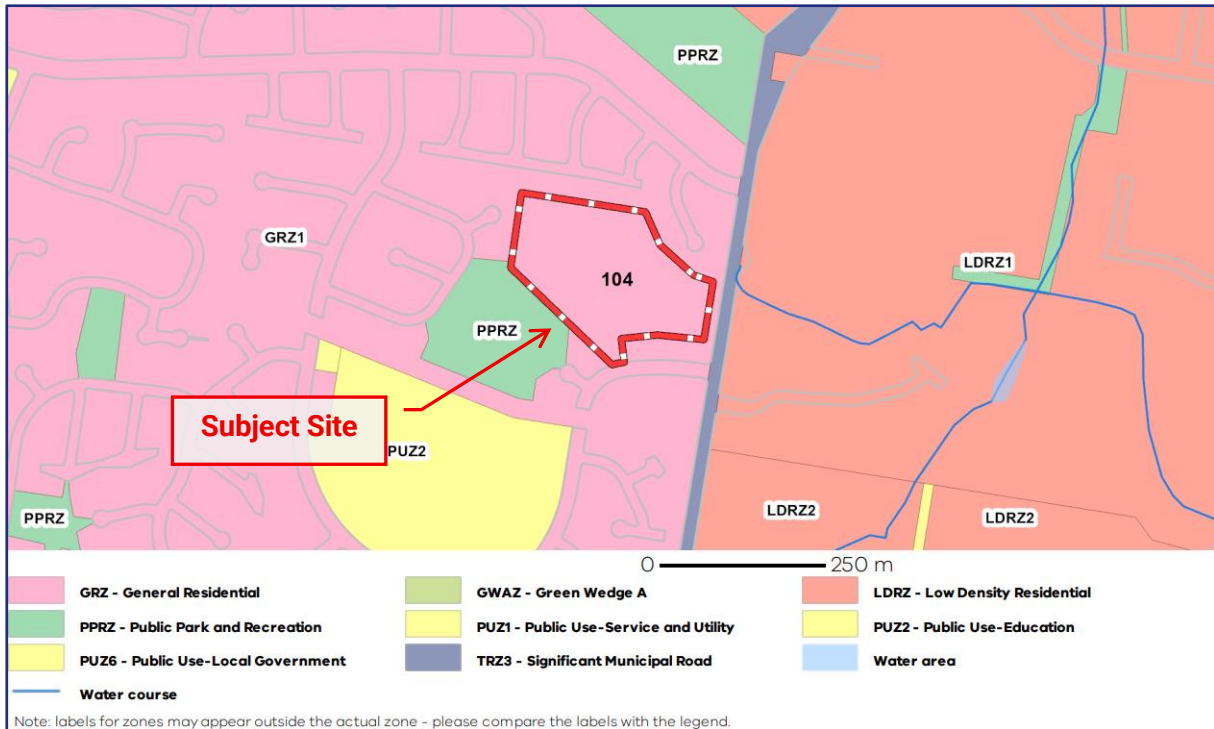 PPRZ
GRZ1
104
LDRZ1
PPRZ
Subject Site
PUZ2
PPRZ
LDRZ2
LDRZ2
0 250 m
GRZ - General Residential
GWAZ - Green Wedge A
LDRZ - Low Density Residential
PPRZ - Public Park and Recreation
PUZ1 - Public Use-Service and Utility
PUZ2 - Public Use-Education
PUZ6 - Public Use-Local Government
TRZ3 - Significant Municipal Road
Water area
Water course
Note: labels for zones may appear outside the actual zone - please compare the labels with the legend.